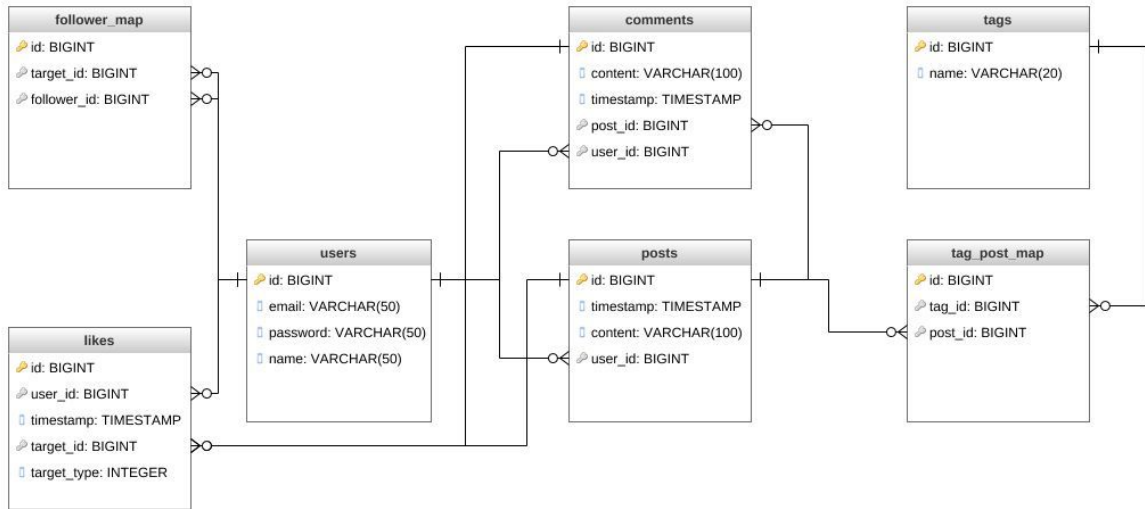 follower_map
id: BIGINT
target_id: BIGINT
follower_id: BIGINT
comments
id: BIGINT
content: VARCHAR(100)
timestamp: TIMESTAMP
post_id: BIGINT
user_id: BIGINT
tags
id: BIGINT
name: VARCHAR(20)
users
id: BIGINT
email: VARCHAR(50)
password: VARCHAR(50)
name: VARCHAR(50)
posts
id: BIGINT
timestamp: TIMESTAMP
content: VARCHAR(100)
user_id: BIGINT
tag_post_map
id: BIGINT
tag_id: BIGINT
post_id: BIGINT
likes
id: BIGINT
user_id: BIGINT
timestamp: TIMESTAMP
target_id: BIGINT
target_type: INTEGER